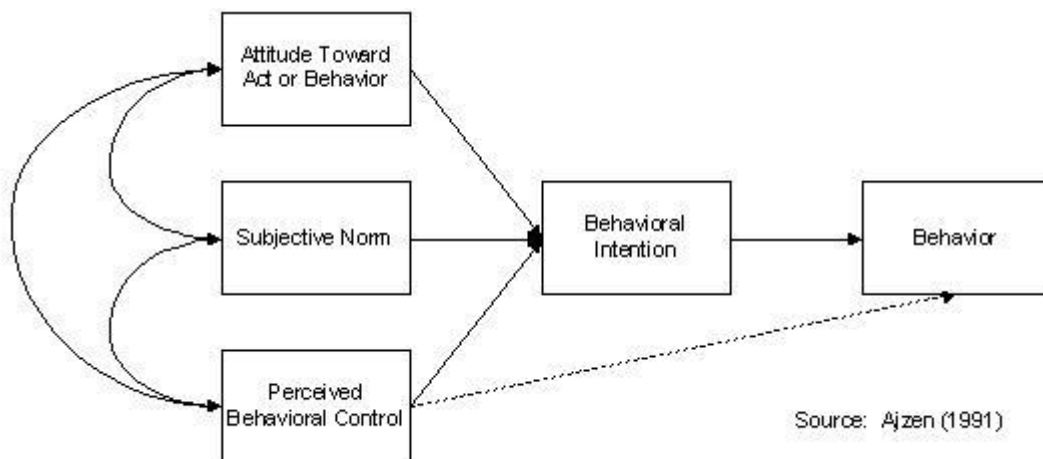 Attitude Toward
Act or Behavior
Subjective Norm
Behavioral
Intention
Behavior
Perceived
Behavioral Control
Source: Ajzen (1991)